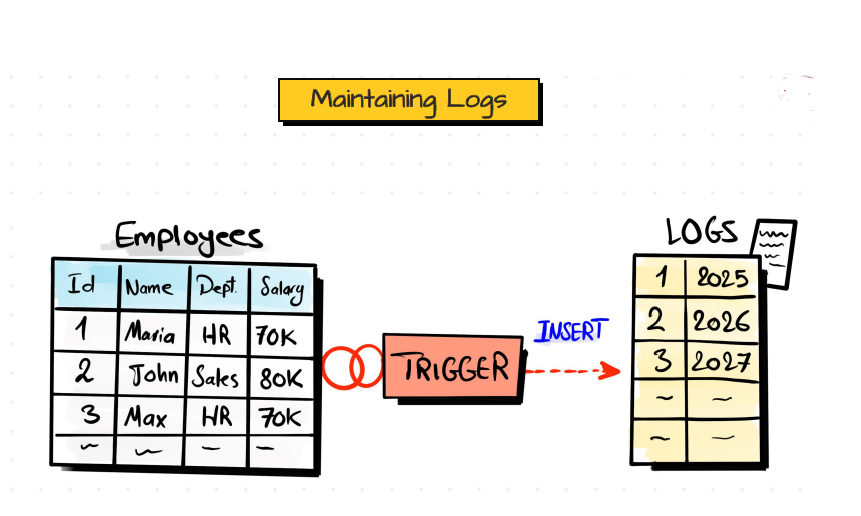 Maintaining Logs
Employees
Id Name Dept. Salary
1 Maria HR 70K
2 John Sales 80K
3 Max HR 70K
TRIGGER
INSERT
LOGS
1 2025
2 2026
3 2027